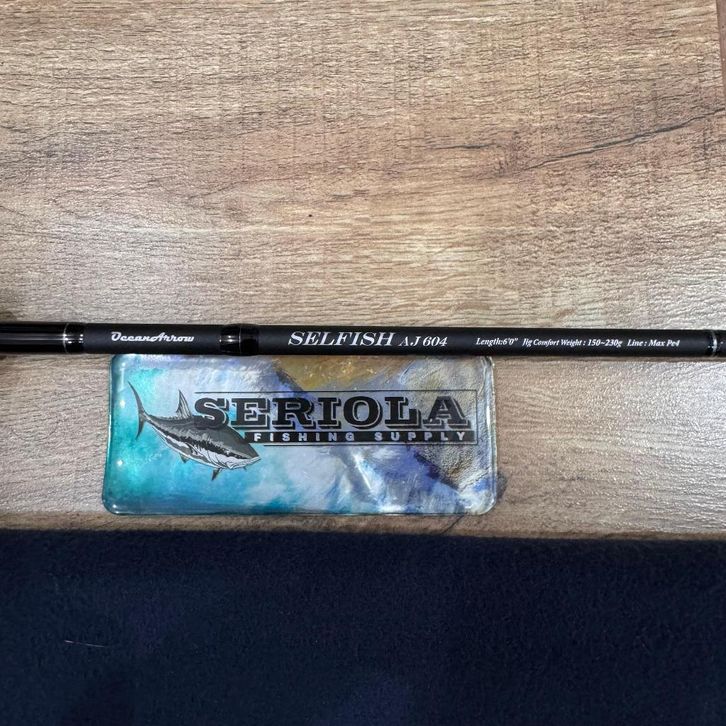 OceanArrow SELFISH AJ 604 Length:6'0" Jig Comfort Weight : 150~230g Line : Max Pe4
SERIOLA
FISHING SUPPLY